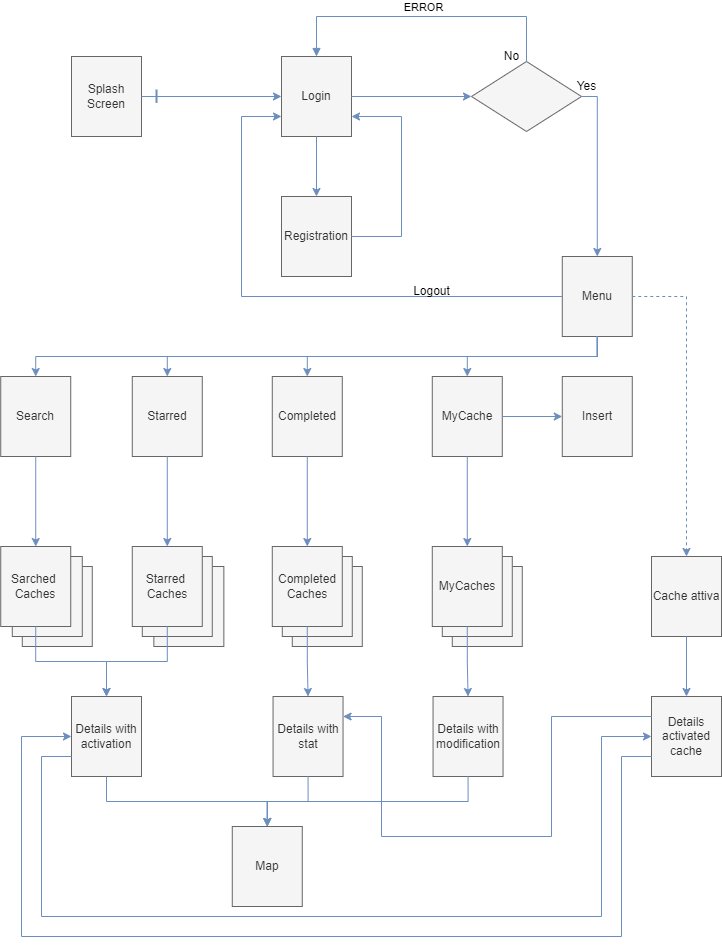 ERROR
No
Yes
Splash
Screen
Login
Registration
Logout
Menu
Search
Starred
Completed
MyCache
Insert
Sarched
Caches
Starred
Caches
Completed
Caches
MyCaches
Cache attiva
Details with
activation
Details with
stat
Details with
modification
Details
activated
cache
Map